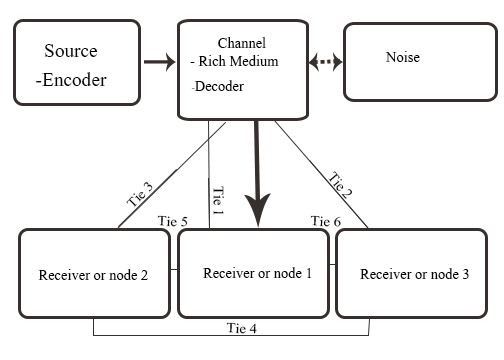 Source
-Encoder
Channel
- Rich Medium
-Decoder
Noise
Tie 3
Tie 1
Tie 2
Tie 5
Tie 6
Receiver or node 2
Receiver or node 1
Receiver or node 3
Tie 4